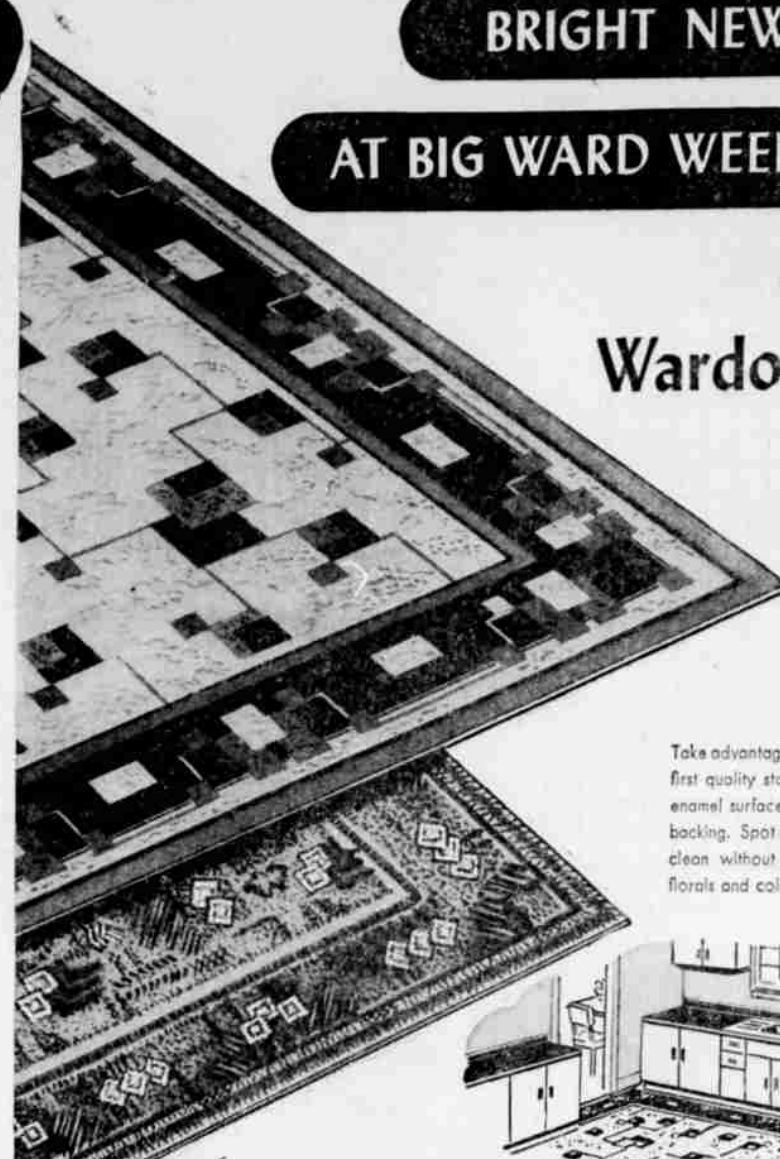 BRIGHT NEW
AT BIG WARD WEE
Wardo
Take advantag
first quality sta
enamel surface
backing. Spot
clean without
florals and col